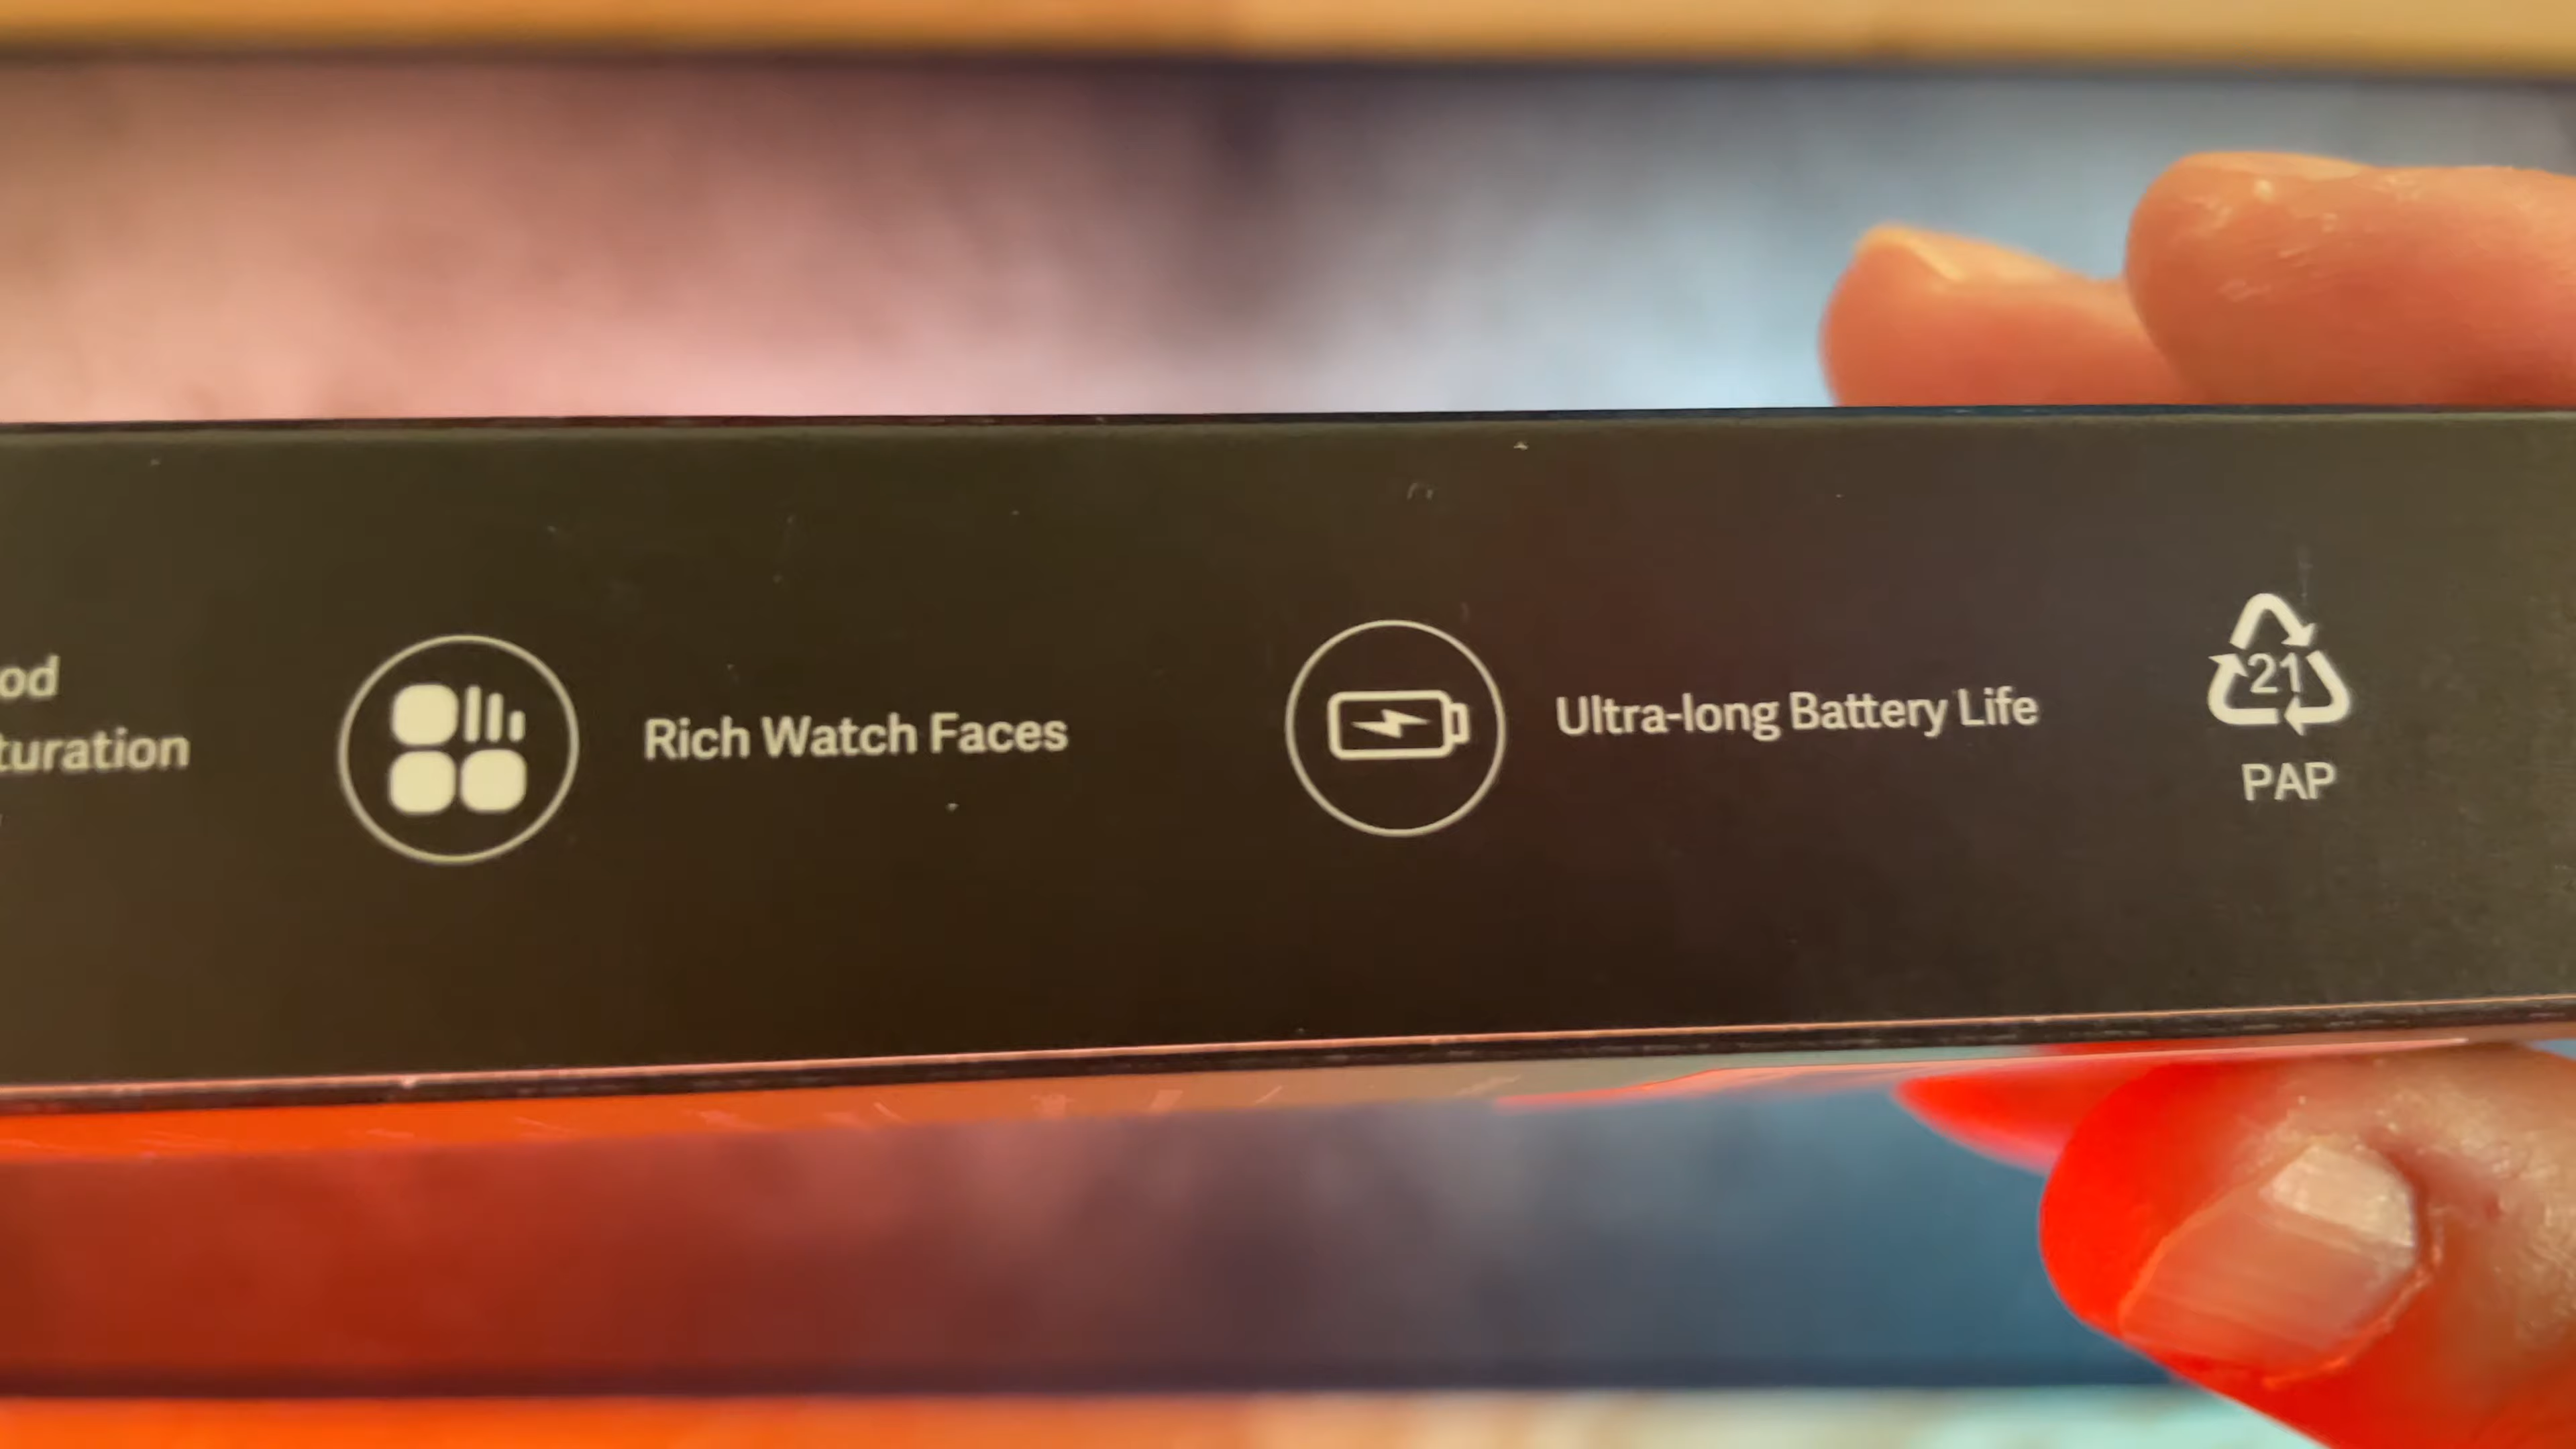 od
turation
Rich Watch Faces
Ultra-long Battery Life
21
PAP